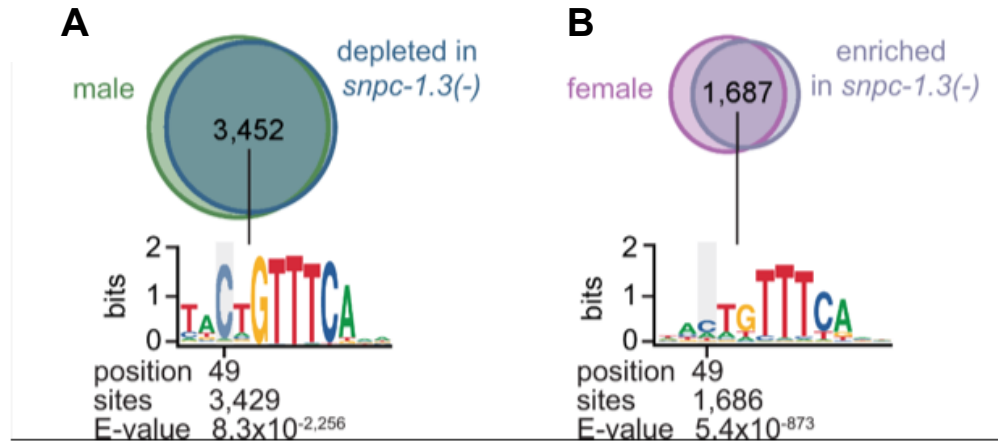 A
male
depleted in
snpc-1.3(-)
3,452
2
bits
1
0
TACTGTTTCA
position 49
sites 3,429
E-value 8.3x10-2,256
B
female
enriched
in snpc-1.3(-)
1,687
2
bits
1
0
ACTGTTTCA
position 49
sites 1,686
E-value 5.4x10-873